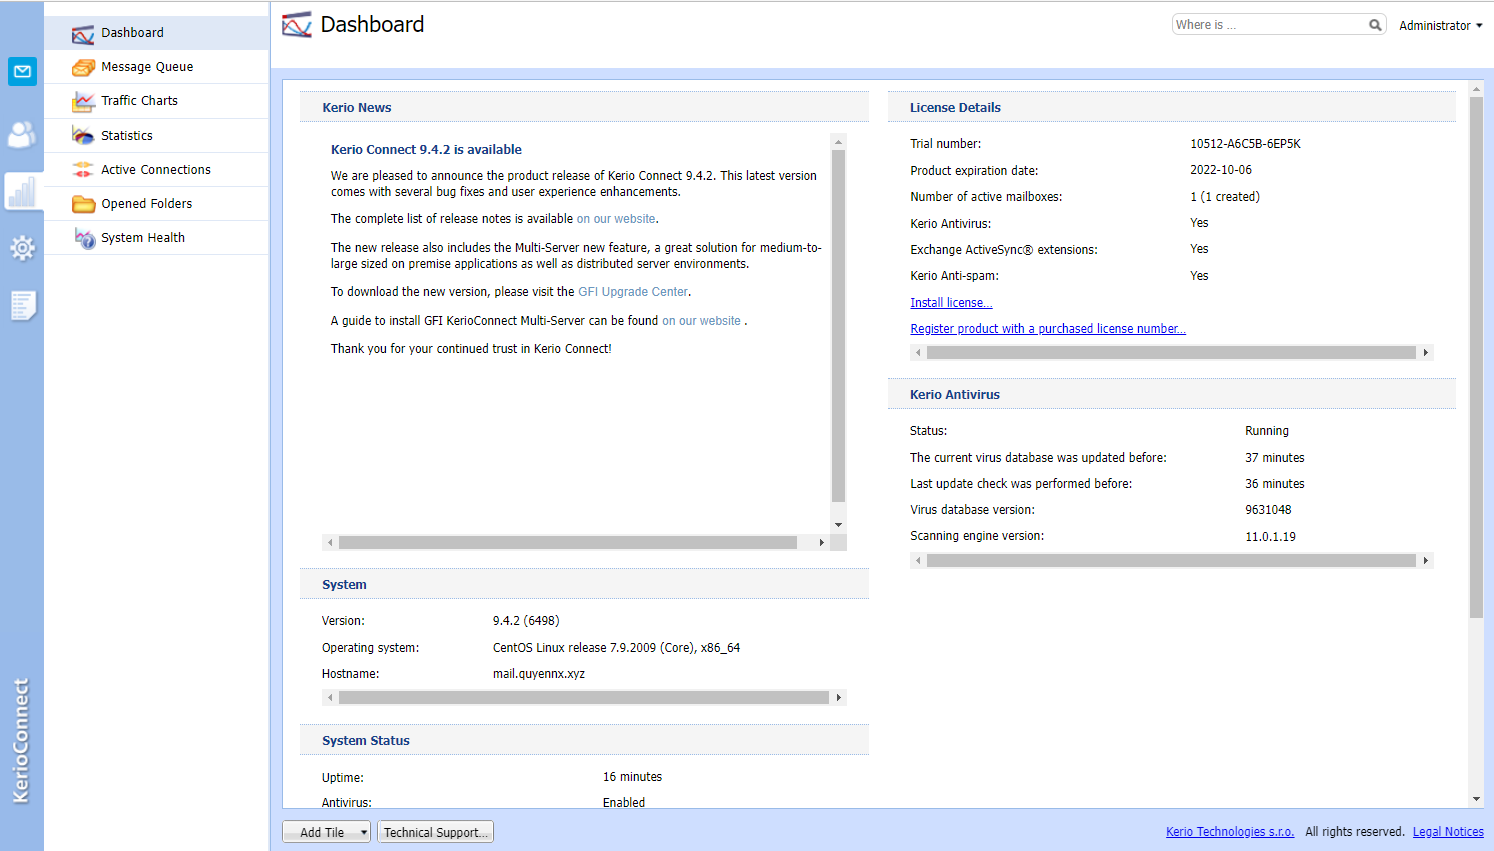 Dashboard
Message Queue
Traffic Charts
Statistics
Active Connections
Opened Folders
System Health
KerioConnect
Dashboard
Where is ...
Administrator
Kerio News
Kerio Connect 9.4.2 is available
We are pleased to announce the product release of Kerio Connect 9.4.2. This latest version
comes with several bug fixes and user experience enhancements.
The complete list of release notes is available on our website.
The new release also includes the Multi-Server new feature, a great solution for medium-to-
large sized on premise applications as well as distributed server environments.
To download the new version, please visit the GFI Upgrade Center.
A guide to install GFI KerioConnect Multi-Server can be found on our website .
Thank you for your continued trust in Kerio Connect!
System
Version: 9.4.2 (6498)
Operating system: CentOS Linux release 7.9.2009 (Core), x86_64
Hostname: mail.quyennx.xyz
System Status
Uptime: 16 minutes
Antivirus: Enabled
License Details
Trial number: 10512-A6C5B-6EP5K
Product expiration date: 2022-10-06
Number of active mailboxes: 1 (1 created)
Kerio Antivirus: Yes
Exchange ActiveSync® extensions: Yes
Kerio Anti-spam: Yes
Install license...
Register product with a purchased license number...
Kerio Antivirus
Status: Running
The current virus database was updated before: 37 minutes
Last update check was performed before: 36 minutes
Virus database version: 9631048
Scanning engine version: 11.0.1.19
Add Tile
Technical Support...
Kerio Technologies s.r.o. All rights reserved. Legal Notices